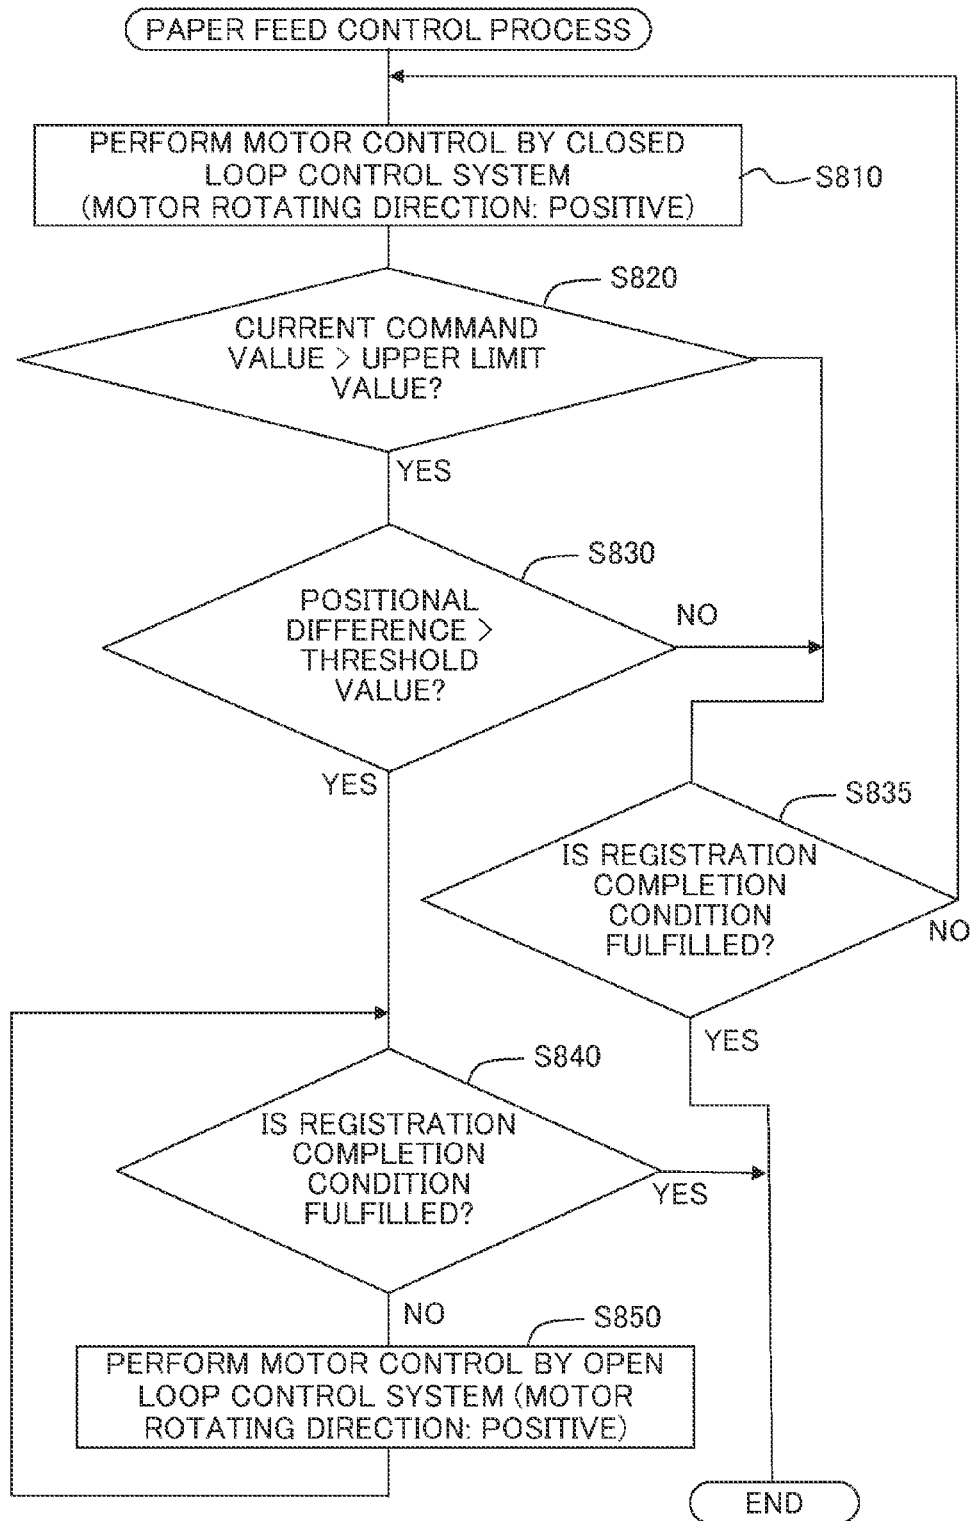 PAPER FEED CONTROL PROCESS
PERFORM MOTOR CONTROL BY CLOSED
LOOP CONTROL SYSTEM
(MOTOR ROTATING DIRECTION: POSITIVE)
S810
S820
CURRENT COMMAND
VALUE > UPPER LIMIT
VALUE?
YES
S830
POSITIONAL
DIFFERENCE >
THRESHOLD
VALUE?
NO
YES
S835
IS REGISTRATION
COMPLETION
CONDITION
FULFILLED?
NO
YES
S840
IS REGISTRATION
COMPLETION
CONDITION
FULFILLED?
YES
NO
S850
PERFORM MOTOR CONTROL BY OPEN
LOOP CONTROL SYSTEM (MOTOR
ROTATING DIRECTION: POSITIVE)
END